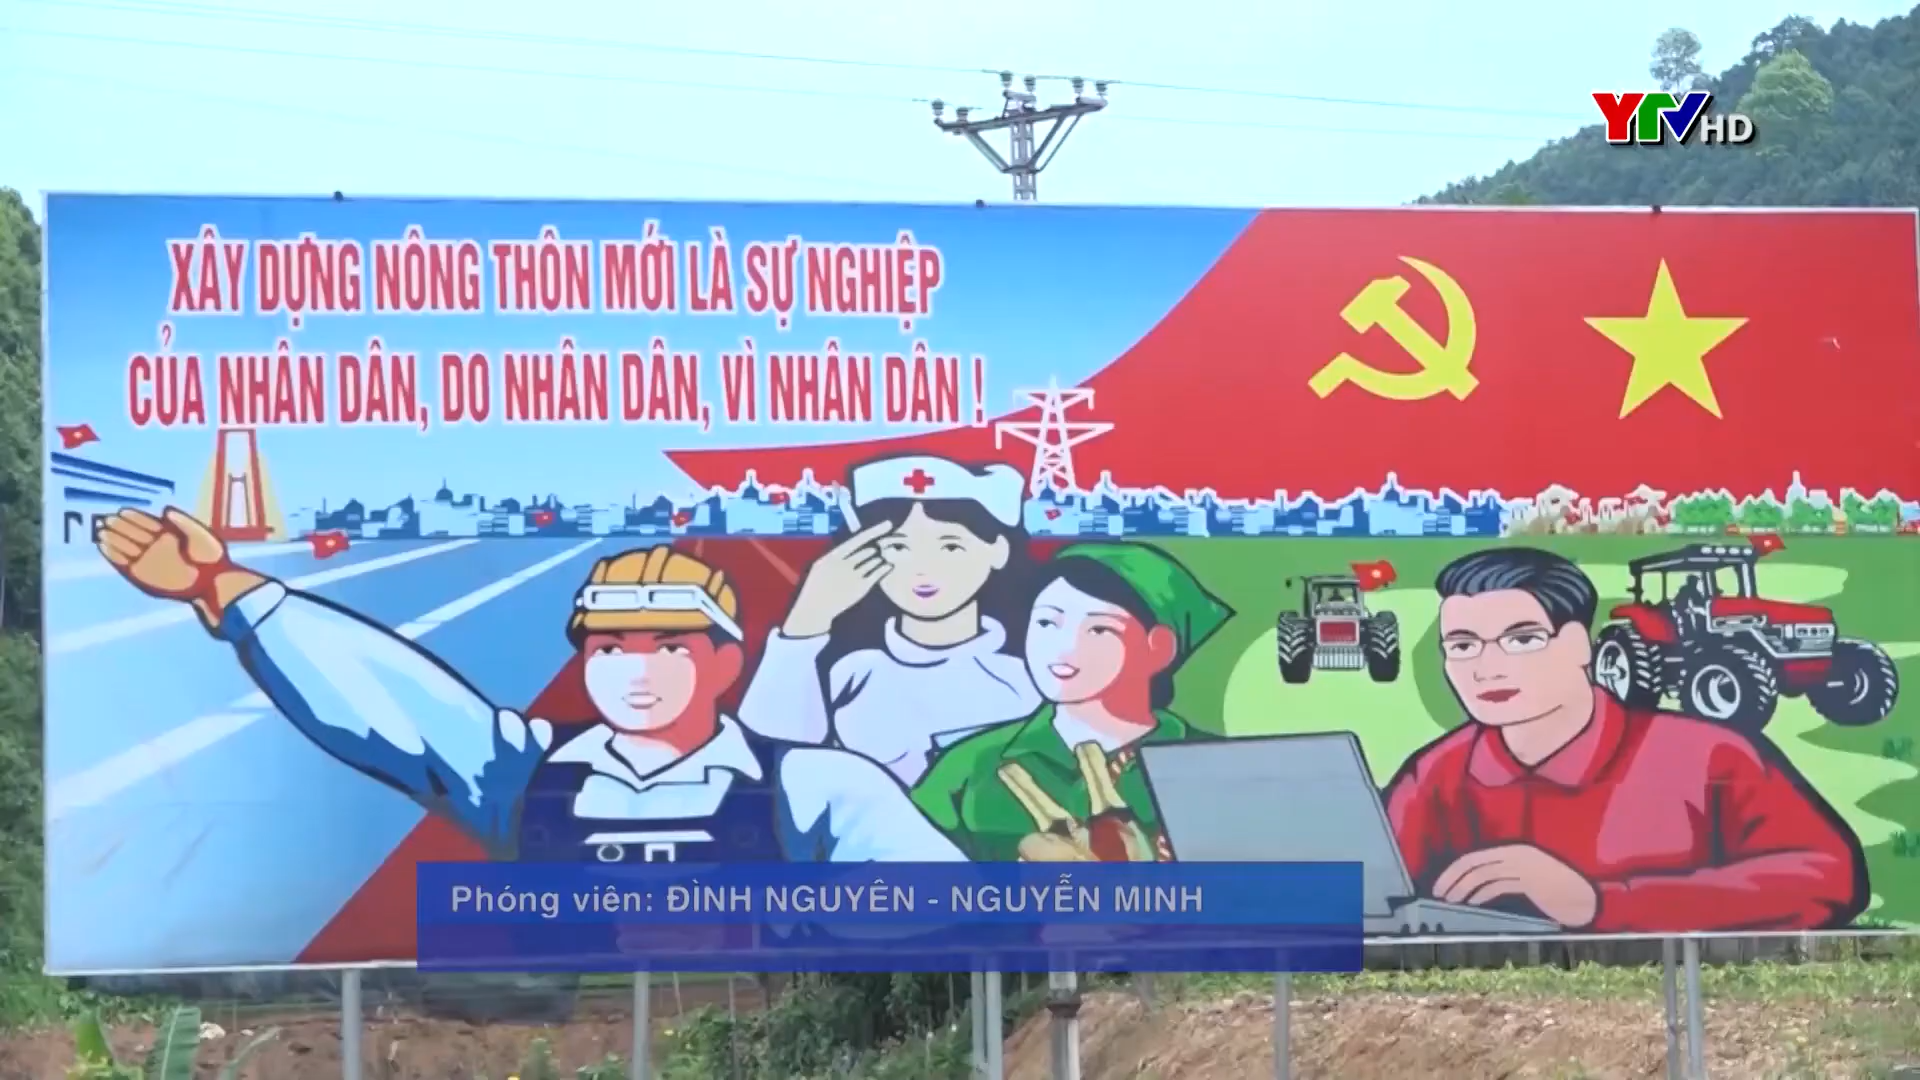 YTV HD
XÂY DỰNG NÔNG THÔN MỚI LÀ SỰ NGHIỆP
CỦA NHÂN DÂN, DO NHÂN DÂN, VÌ NHÂN DÂN !
Phóng viên: ĐÌNH NGUYÊN - NGUYỄN MINH